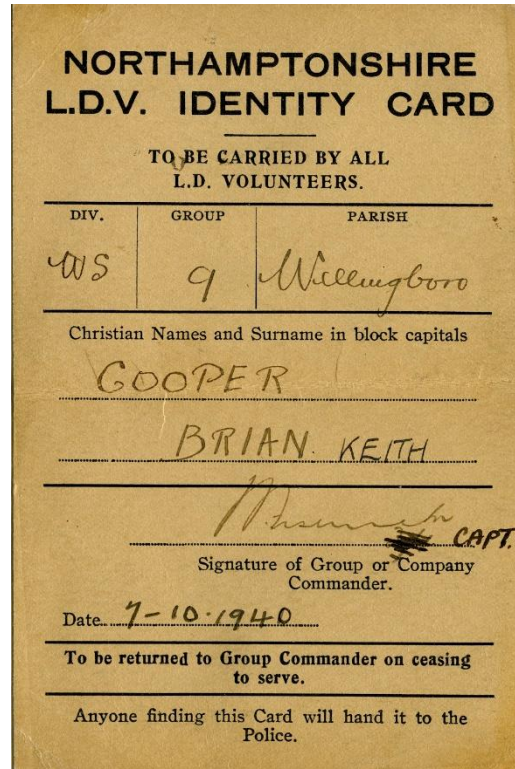 NORTHAMPTONSHIRE
L.D.V. IDENTITY CARD
TO BE CARRIED BY ALL
L.D. VOLUNTEERS.
DIV. GROUP PARISH
WS 9 Wellingboro
Christian Names and Surname in block capitals
COOPER
BRIAN. KEITH
CAPT.
Signature of Group or Company
Commander.
Date 7-10-1940
To be returned to Group Commander on ceasing
to serve.
Anyone finding this Card will hand it to the
Police.